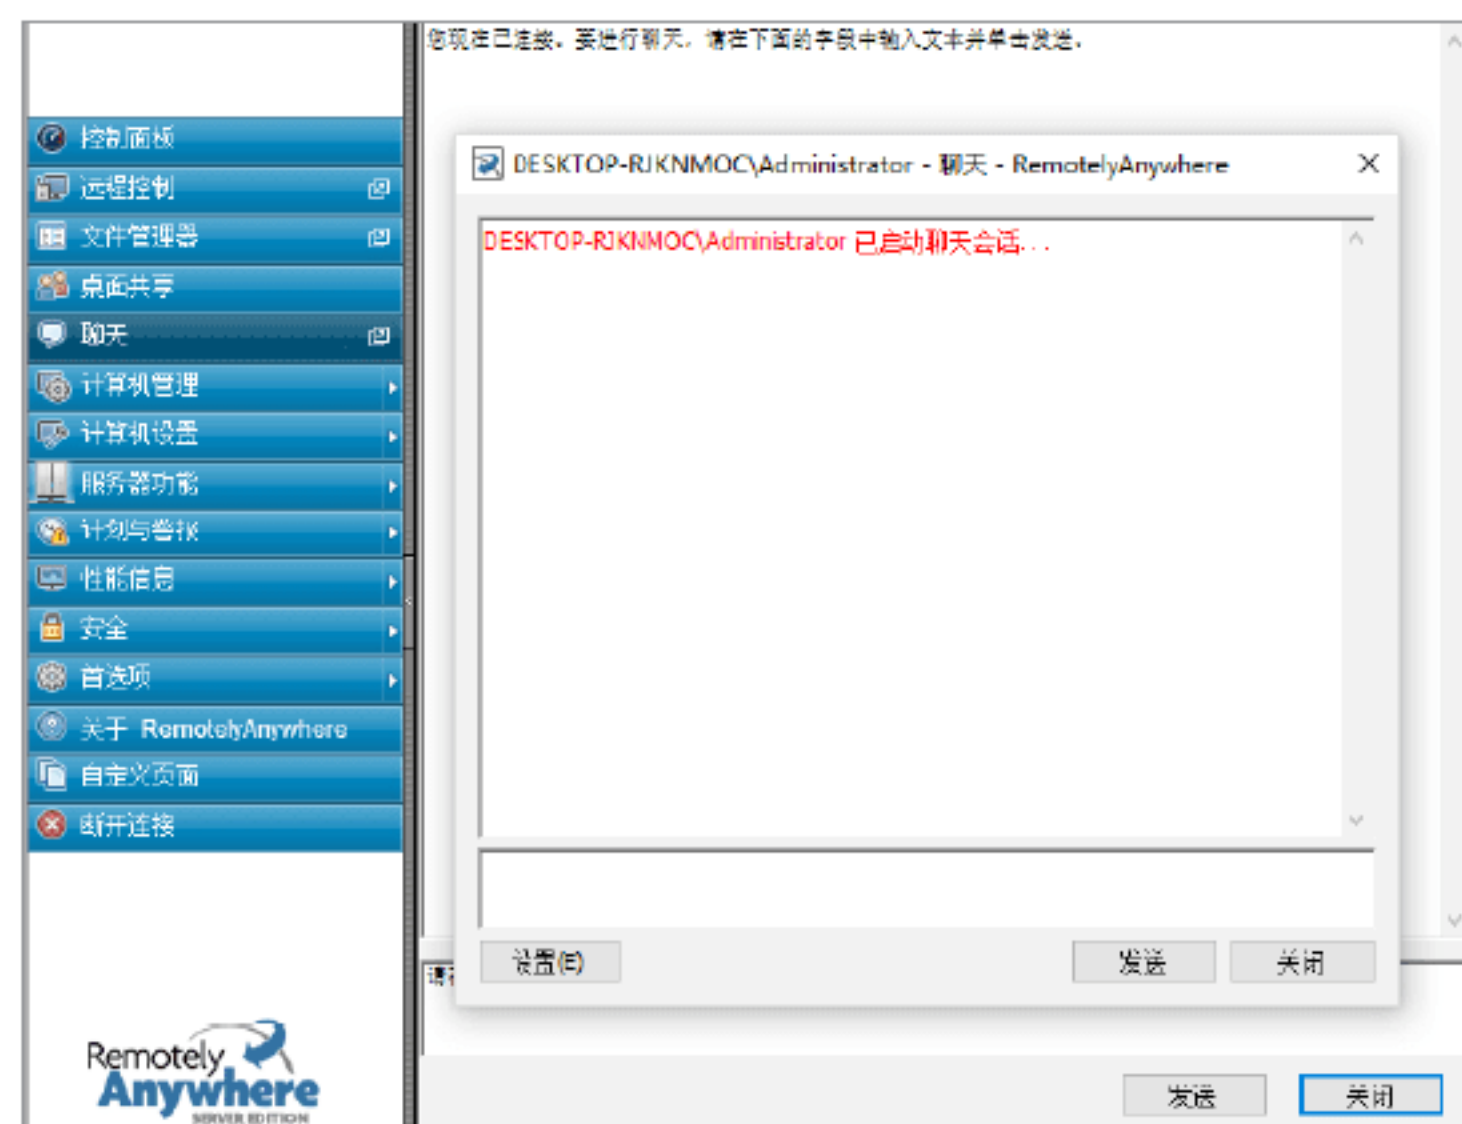 您现在已连接。要进行聊天，请在下面的字段中输入文本并单击发送。
控制面板
远程控制
文件管理器
桌面共享
聊天
计算机管理
计算机设置
服务器功能
计划与警报
性能信息
安全
首选项
关于 RemotelyAnywhere
自定义页面
断开连接
Remotely
Anywhere
SERVER EDITION
DESKTOP-RJKNMOC\Administrator - 聊天 - RemotelyAnywhere
DESKTOP-RJKNMOC\Administrator 已启动聊天会话...
设置(E) 发送 关闭
请
发送 关闭